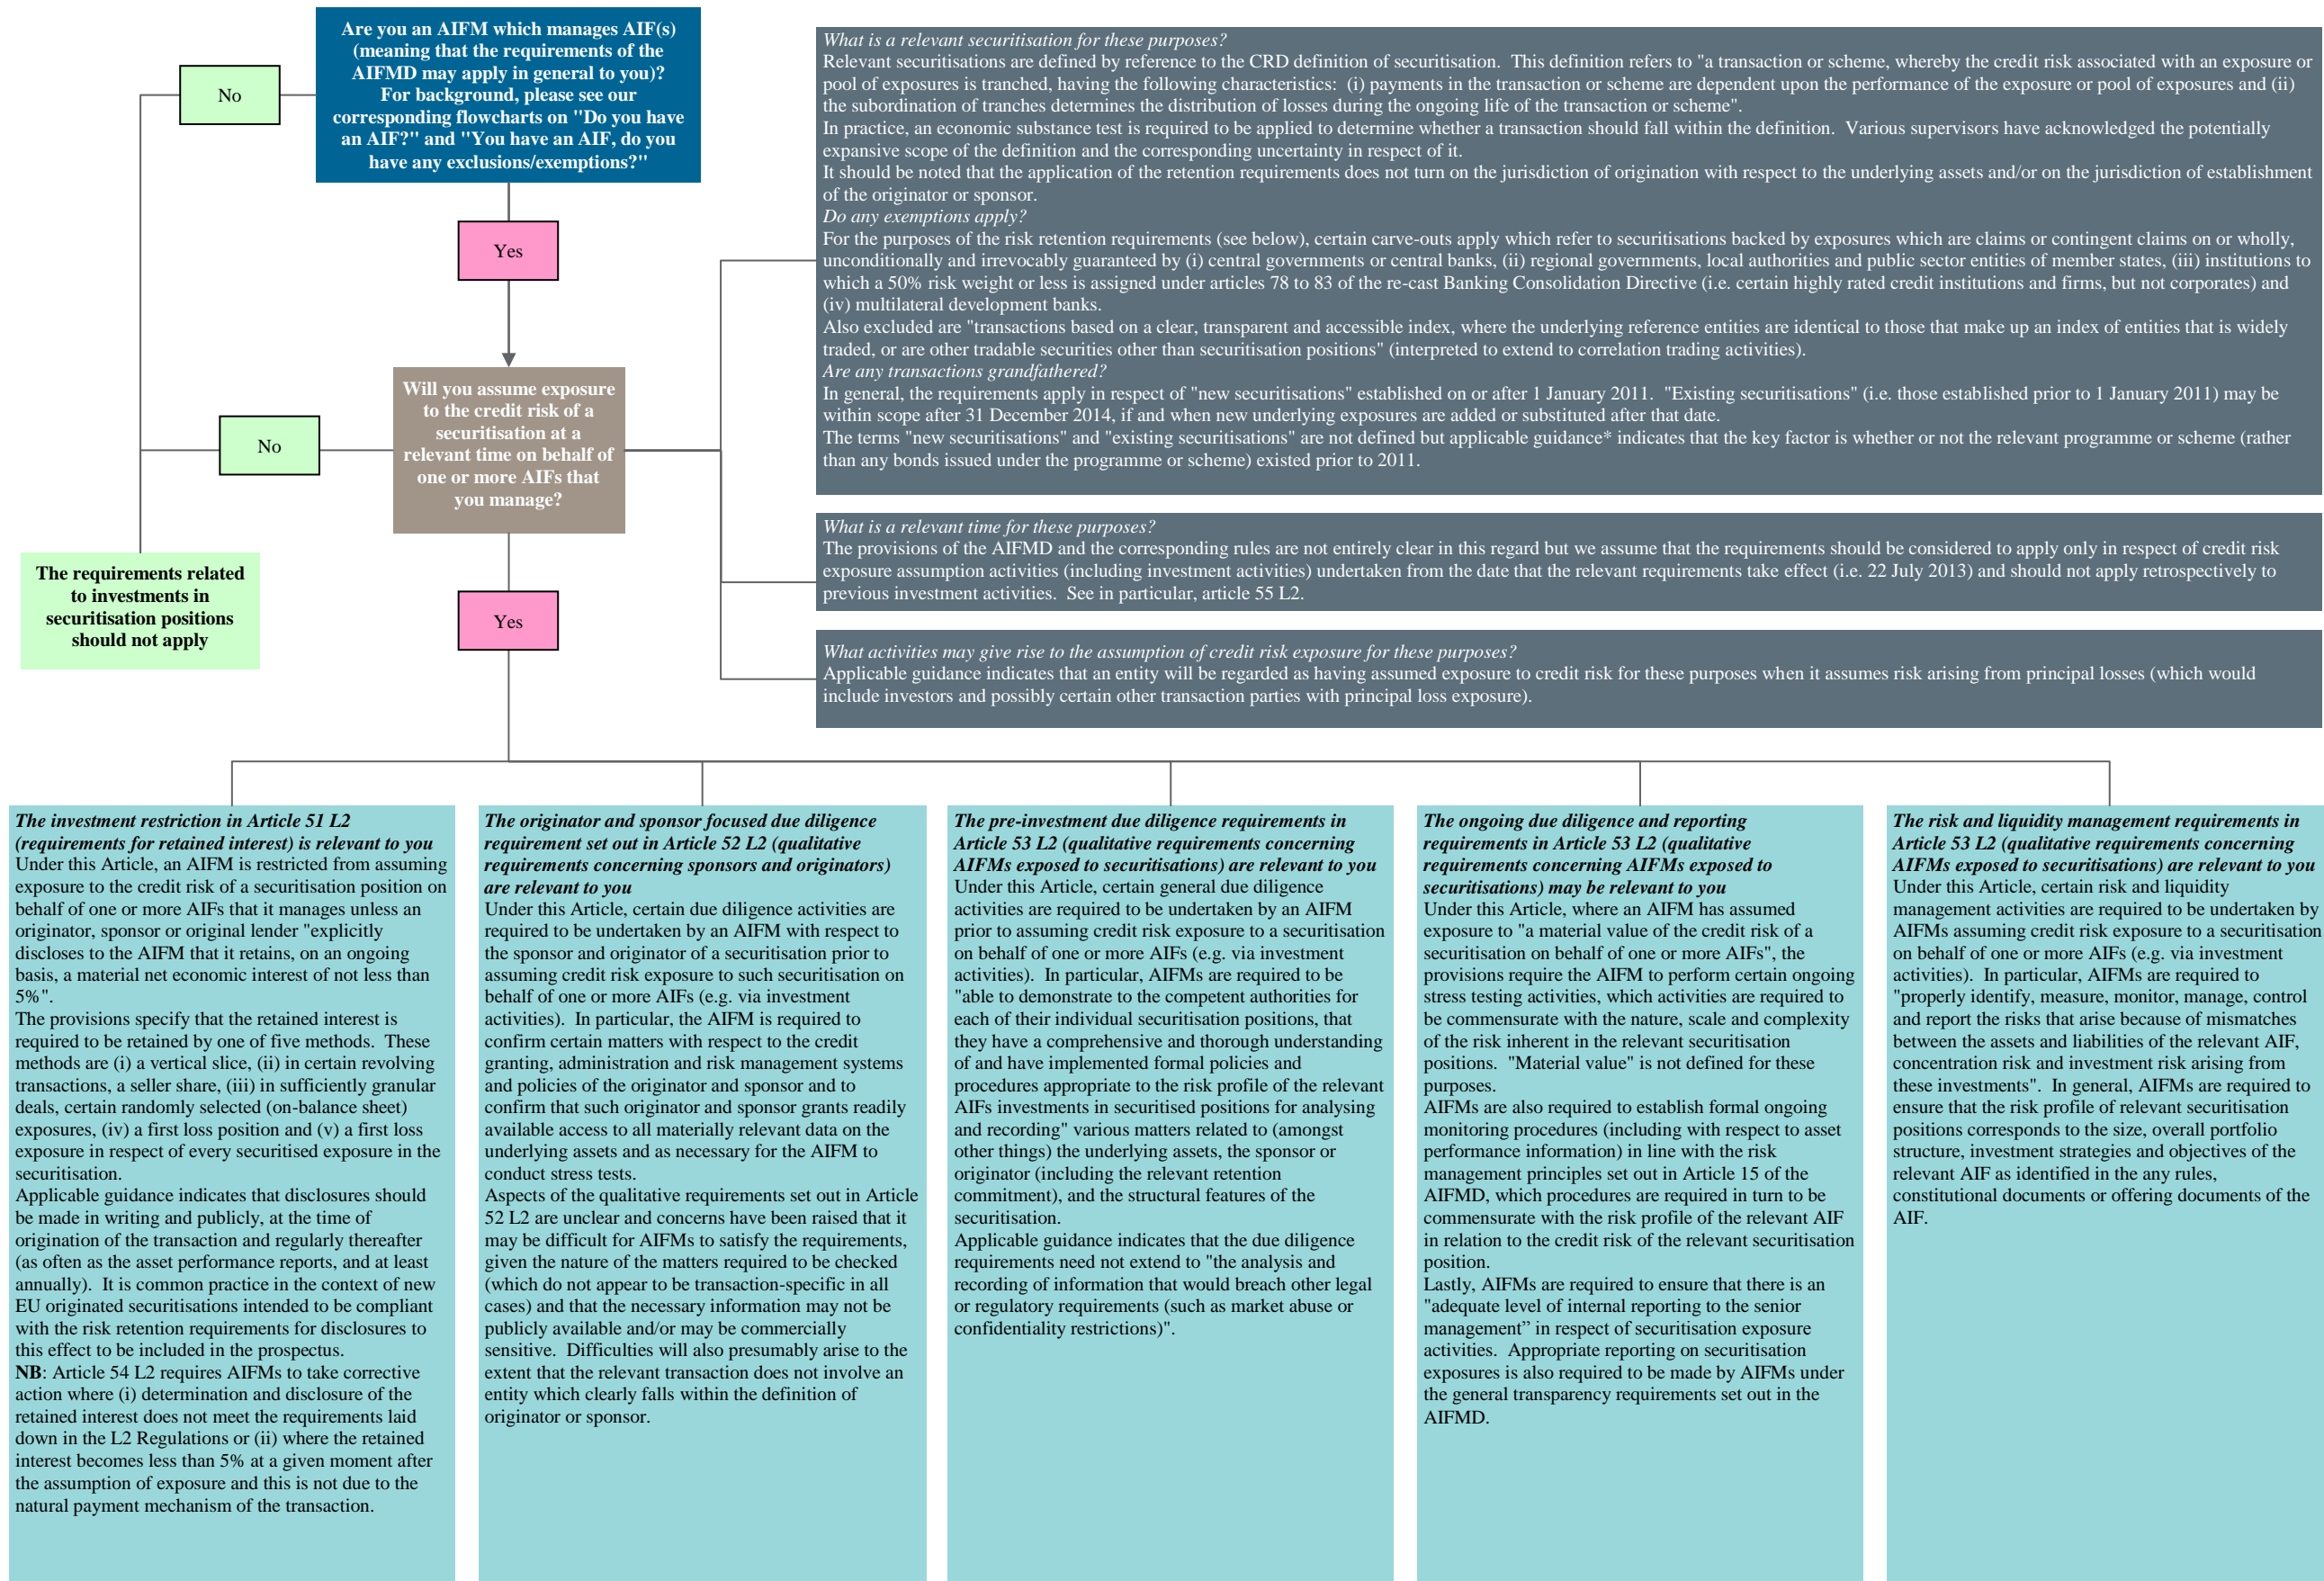 Are you an AIFM which manages AIF(s)
(meaning that the requirements of the
AIFMD may apply in general to you)?
For background, please see our
corresponding flowcharts on "Do you have
an AIF?" and "You have an AIF, do you
have any exclusions/exemptions?"
No
Yes
Will you assume exposure
to the credit risk of a
securitisation at a
relevant time on behalf of
one or more AIFs that
you manage?
No
The requirements related
to investments in
securitisation positions
should not apply
Yes
What is a relevant securitisation for these purposes?
Relevant securitisations are defined by reference to the CRD definition of securitisation. This definition refers to "a transaction or scheme, whereby the credit risk associated with an exposure or
pool of exposures is tranched, having the following characteristics: (i) payments in the transaction or scheme are dependent upon the performance of the exposure or pool of exposures and (ii)
the subordination of tranches determines the distribution of losses during the ongoing life of the transaction or scheme".
In practice, an economic substance test is required to be applied to determine whether a transaction should fall within the definition. Various supervisors have acknowledged the potentially
expansive scope of the definition and the corresponding uncertainty in respect of it.
It should be noted that the application of the retention requirements does not turn on the jurisdiction of origination with respect to the underlying assets and/or on the jurisdiction of establishment
of the originator or sponsor.
Do any exemptions apply?
For the purposes of the risk retention requirements (see below), certain carve-outs apply which refer to securitisations backed by exposures which are claims or contingent claims on or wholly,
unconditionally and irrevocably guaranteed by (i) central governments or central banks, (ii) regional governments, local authorities and public sector entities of member states, (iii) institutions to
which a 50% risk weight or less is assigned under articles 78 to 83 of the re-cast Banking Consolidation Directive (i.e. certain highly rated credit institutions and firms, but not corporates) and
(iv) multilateral development banks.
Also excluded are "transactions based on a clear, transparent and accessible index, where the underlying reference entities are identical to those that make up an index of entities that is widely
traded, or are other tradable securities other than securitisation positions" (interpreted to extend to correlation trading activities).
Are any transactions grandfathered?
In general, the requirements apply in respect of "new securitisations" established on or after 1 January 2011. "Existing securitisations" (i.e. those established prior to 1 January 2011) may be
within scope after 31 December 2014, if and when new underlying exposures are added or substituted after that date.
The terms "new securitisations" and "existing securitisations" are not defined but applicable guidance* indicates that the key factor is whether or not the relevant programme or scheme (rather
than any bonds issued under the programme or scheme) existed prior to 2011.
What is a relevant time for these purposes?
The provisions of the AIFMD and the corresponding rules are not entirely clear in this regard but we assume that the requirements should be considered to apply only in respect of credit risk
exposure assumption activities (including investment activities) undertaken from the date that the relevant requirements take effect (i.e. 22 July 2013) and should not apply retrospectively to
previous investment activities. See in particular, article 55 L2.
What activities may give rise to the assumption of credit risk exposure for these purposes?
Applicable guidance indicates that an entity will be regarded as having assumed exposure to credit risk for these purposes when it assumes risk arising from principal losses (which would
include investors and possibly certain other transaction parties with principal loss exposure).
The investment restriction in Article 51 L2
(requirements for retained interest) is relevant to you
Under this Article, an AIFM is restricted from assuming
exposure to the credit risk of a securitisation position on
behalf of one or more AIFs that it manages unless an
originator, sponsor or original lender "explicitly
discloses to the AIFM that it retains, on an ongoing
basis, a material net economic interest of not less than
5%".
The provisions specify that the retained interest is
required to be retained by one of five methods. These
methods are (i) a vertical slice, (ii) in certain revolving
transactions, a seller share, (iii) in sufficiently granular
deals, certain randomly selected (on-balance sheet)
exposures, (iv) a first loss position and (v) a first loss
exposure in respect of every securitised exposure in the
securitisation.
Applicable guidance indicates that disclosures should
be made in writing and publicly, at the time of
origination of the transaction and regularly thereafter
(as often as the asset performance reports, and at least
annually). It is common practice in the context of new
EU originated securitisations intended to be compliant
with the risk retention requirements for disclosures to
this effect to be included in the prospectus.
NB: Article 54 L2 requires AIFMs to take corrective
action where (i) determination and disclosure of the
retained interest does not meet the requirements laid
down in the L2 Regulations or (ii) where the retained
interest becomes less than 5% at a given moment after
the assumption of exposure and this is not due to the
natural payment mechanism of the transaction.
The originator and sponsor focused due diligence
requirement set out in Article 52 L2 (qualitative
requirements concerning sponsors and originators)
are relevant to you
Under this Article, certain due diligence activities are
required to be undertaken by an AIFM with respect to
the sponsor and originator of a securitisation prior to
assuming credit risk exposure to such securitisation on
behalf of one or more AIFs (e.g. via investment
activities). In particular, the AIFM is required to
confirm certain matters with respect to the credit
granting, administration and risk management systems
and policies of the originator and sponsor and to
confirm that such originator and sponsor grants readily
available access to all materially relevant data on the
underlying assets and as necessary for the AIFM to
conduct stress tests.
Aspects of the qualitative requirements set out in Article
52 L2 are unclear and concerns have been raised that it
may be difficult for AIFMs to satisfy the requirements,
given the nature of the matters required to be checked
(which do not appear to be transaction-specific in all
cases) and that the necessary information may not be
publicly available and/or may be commercially
sensitive. Difficulties will also presumably arise to the
extent that the relevant transaction does not involve an
entity which clearly falls within the definition of
originator or sponsor.
The pre-investment due diligence requirements in
Article 53 L2 (qualitative requirements concerning
AIFMs exposed to securitisations) are relevant to you
Under this Article, certain general due diligence
activities are required to be undertaken by an AIFM
prior to assuming credit risk exposure to a securitisation
on behalf of one or more AIFs (e.g. via investment
activities). In particular, AIFMs are required to be
"able to demonstrate to the competent authorities for
each of their individual securitisation positions, that
they have a comprehensive and thorough understanding
of and have implemented formal policies and
procedures appropriate to the risk profile of the relevant
AIFs investments in securitised positions for analysing
and recording" various matters related to (amongst
other things) the underlying assets, the sponsor or
originator (including the relevant retention
commitment), and the structural features of the
securitisation.
Applicable guidance indicates that the due diligence
requirements need not extend to "the analysis and
recording of information that would breach other legal
or regulatory requirements (such as market abuse or
confidentiality restrictions)".
The ongoing due diligence and reporting
requirements in Article 53 L2 (qualitative
requirements concerning AIFMs exposed to
securitisations) may be relevant to you
Under this Article, where an AIFM has assumed
exposure to "a material value of the credit risk of a
securitisation on behalf of one or more AIFs", the
provisions require the AIFM to perform certain ongoing
stress testing activities, which activities are required to
be commensurate with the nature, scale and complexity
of the risk inherent in the relevant securitisation
positions. "Material value" is not defined for these
purposes.
AIFMs are also required to establish formal ongoing
monitoring procedures (including with respect to asset
performance information) in line with the risk
management principles set out in Article 15 of the
AIFMD, which procedures are required in turn to be
commensurate with the risk profile of the relevant AIF
in relation to the credit risk of the relevant securitisation
position.
Lastly, AIFMs are required to ensure that there is an
"adequate level of internal reporting to the senior
management” in respect of securitisation exposure
activities. Appropriate reporting on securitisation
exposures is also required to be made by AIFMs under
the general transparency requirements set out in the
AIFMD.
The risk and liquidity management requirements in
Article 53 L2 (qualitative requirements concerning
AIFMs exposed to securitisations) are relevant to you
Under this Article, certain risk and liquidity
management activities are required to be undertaken by
AIFMs assuming credit risk exposure to a securitisation
on behalf of one or more AIFs (e.g. via investment
activities). In particular, AIFMs are required to
"properly identify, measure, monitor, manage, control
and report the risks that arise because of mismatches
between the assets and liabilities of the relevant AIF,
concentration risk and investment risk arising from
these investments". In general, AIFMs are required to
ensure that the risk profile of relevant securitisation
positions corresponds to the size, overall portfolio
structure, investment strategies and objectives of the
relevant AIF as identified in the any rules,
constitutional documents or offering documents of the
AIF.